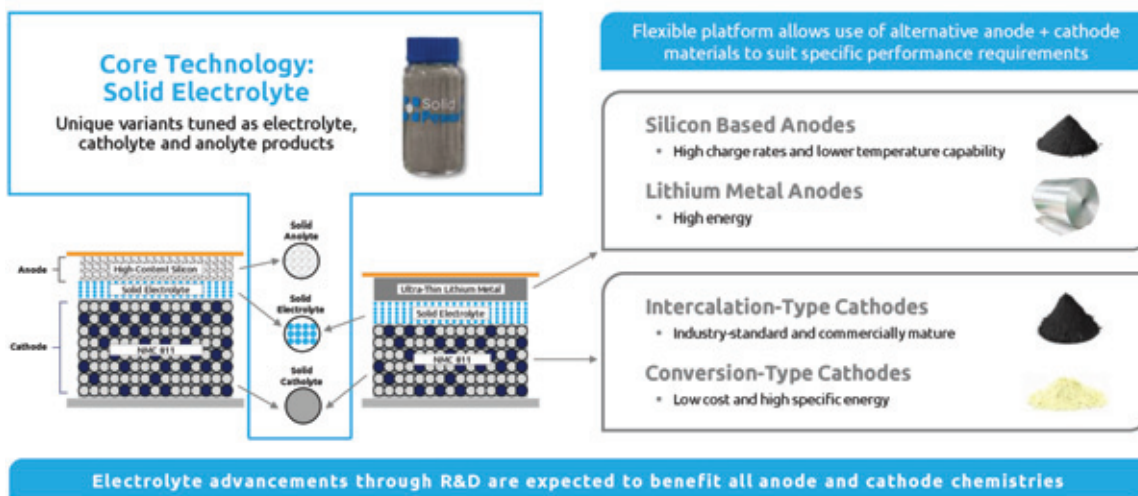 Core Technology:
Solid Electrolyte
Unique variants tuned as electrolyte,
catholyte and anolyte products
Solid
Power
Flexible platform allows use of alternative anode + cathode
materials to suit specific performance requirements
Silicon Based Anodes
• High charge rates and lower temperature capability
Lithium Metal Anodes
• High energy
Intercalation-Type Cathodes
• Industry-standard and commercially mature
Conversion-Type Cathodes
• Low cost and high specific energy
Anode
High-Content Silicon
Solid Electrolyte
Cathode
NMC 811
Solid
Anolyte
Solid
Electrolyte
Solid
Catholyte
Ultra-Thin Lithium Metal
Solid Electrolyte
NMC 811
Electrolyte advancements through R&D are expected to benefit all anode and cathode chemistries